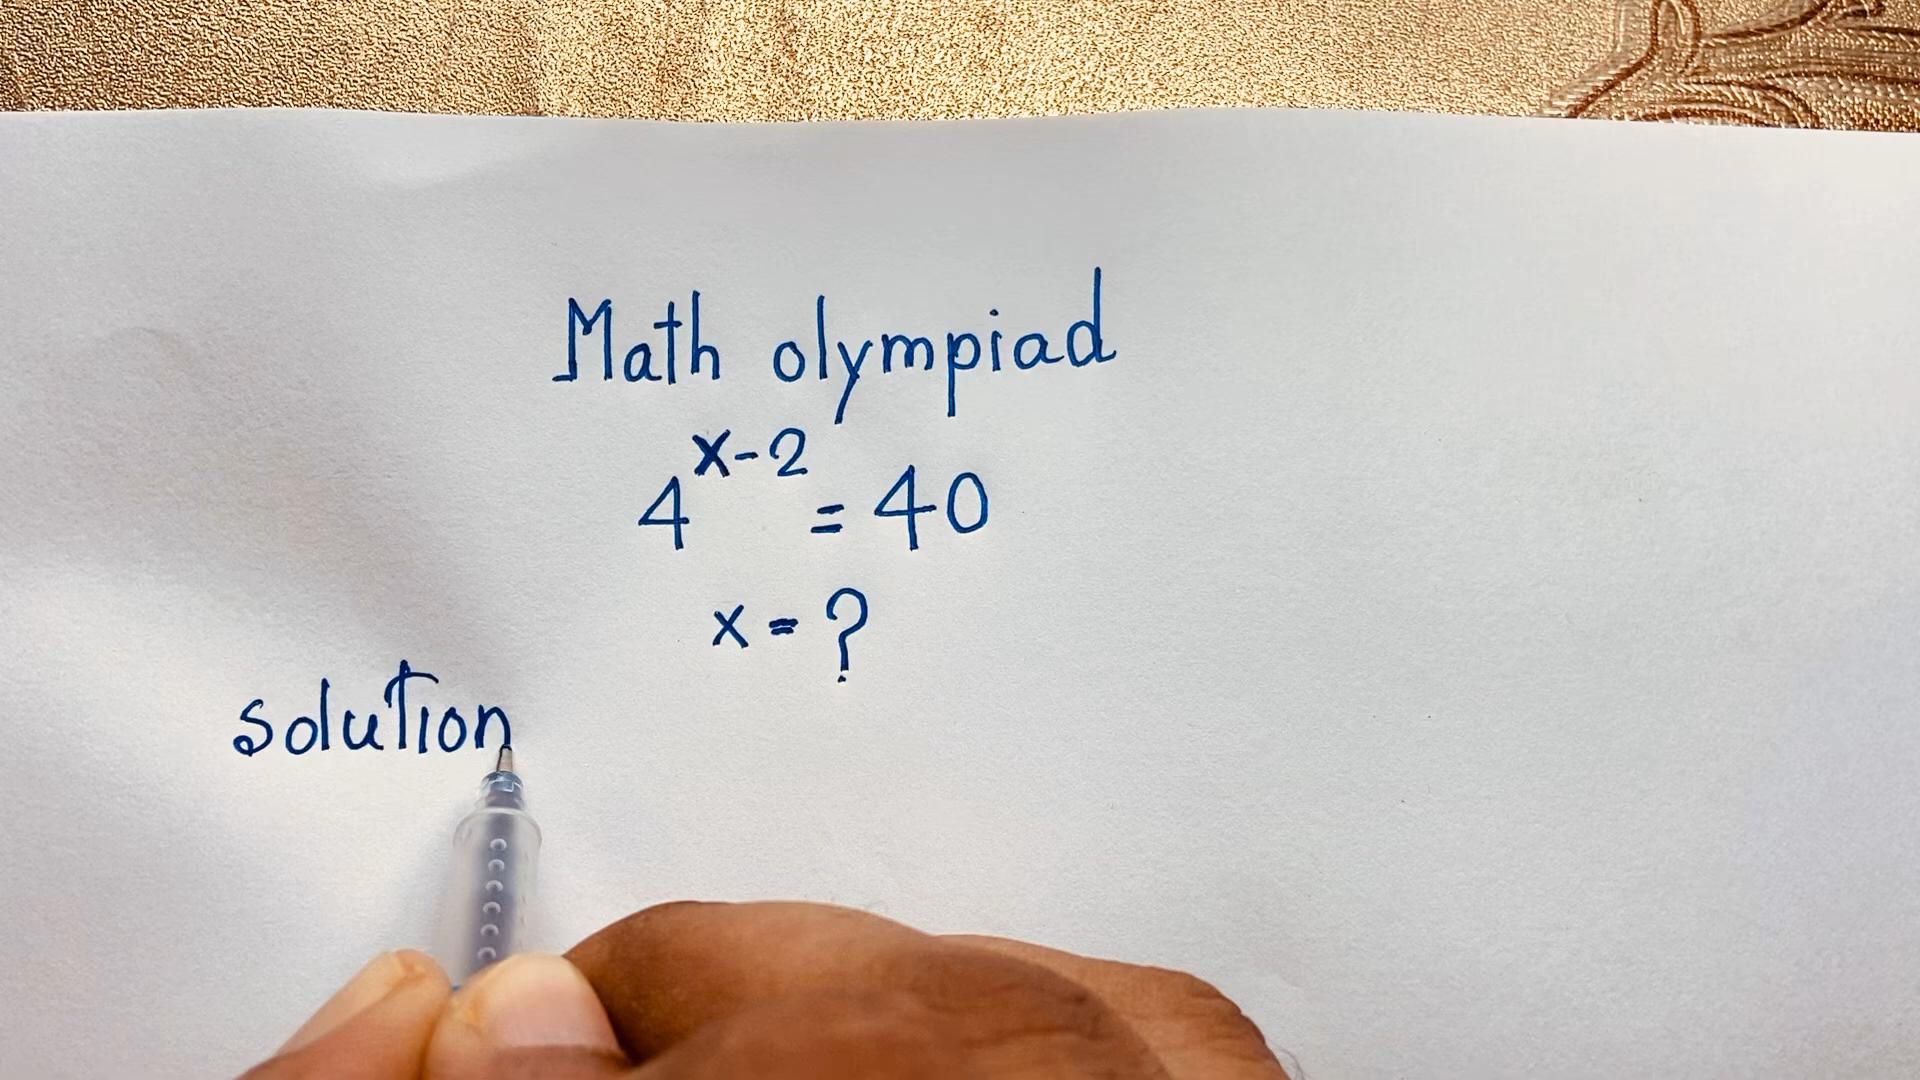 Math olympiad
4^{x-2} = 40
x = ?
solution